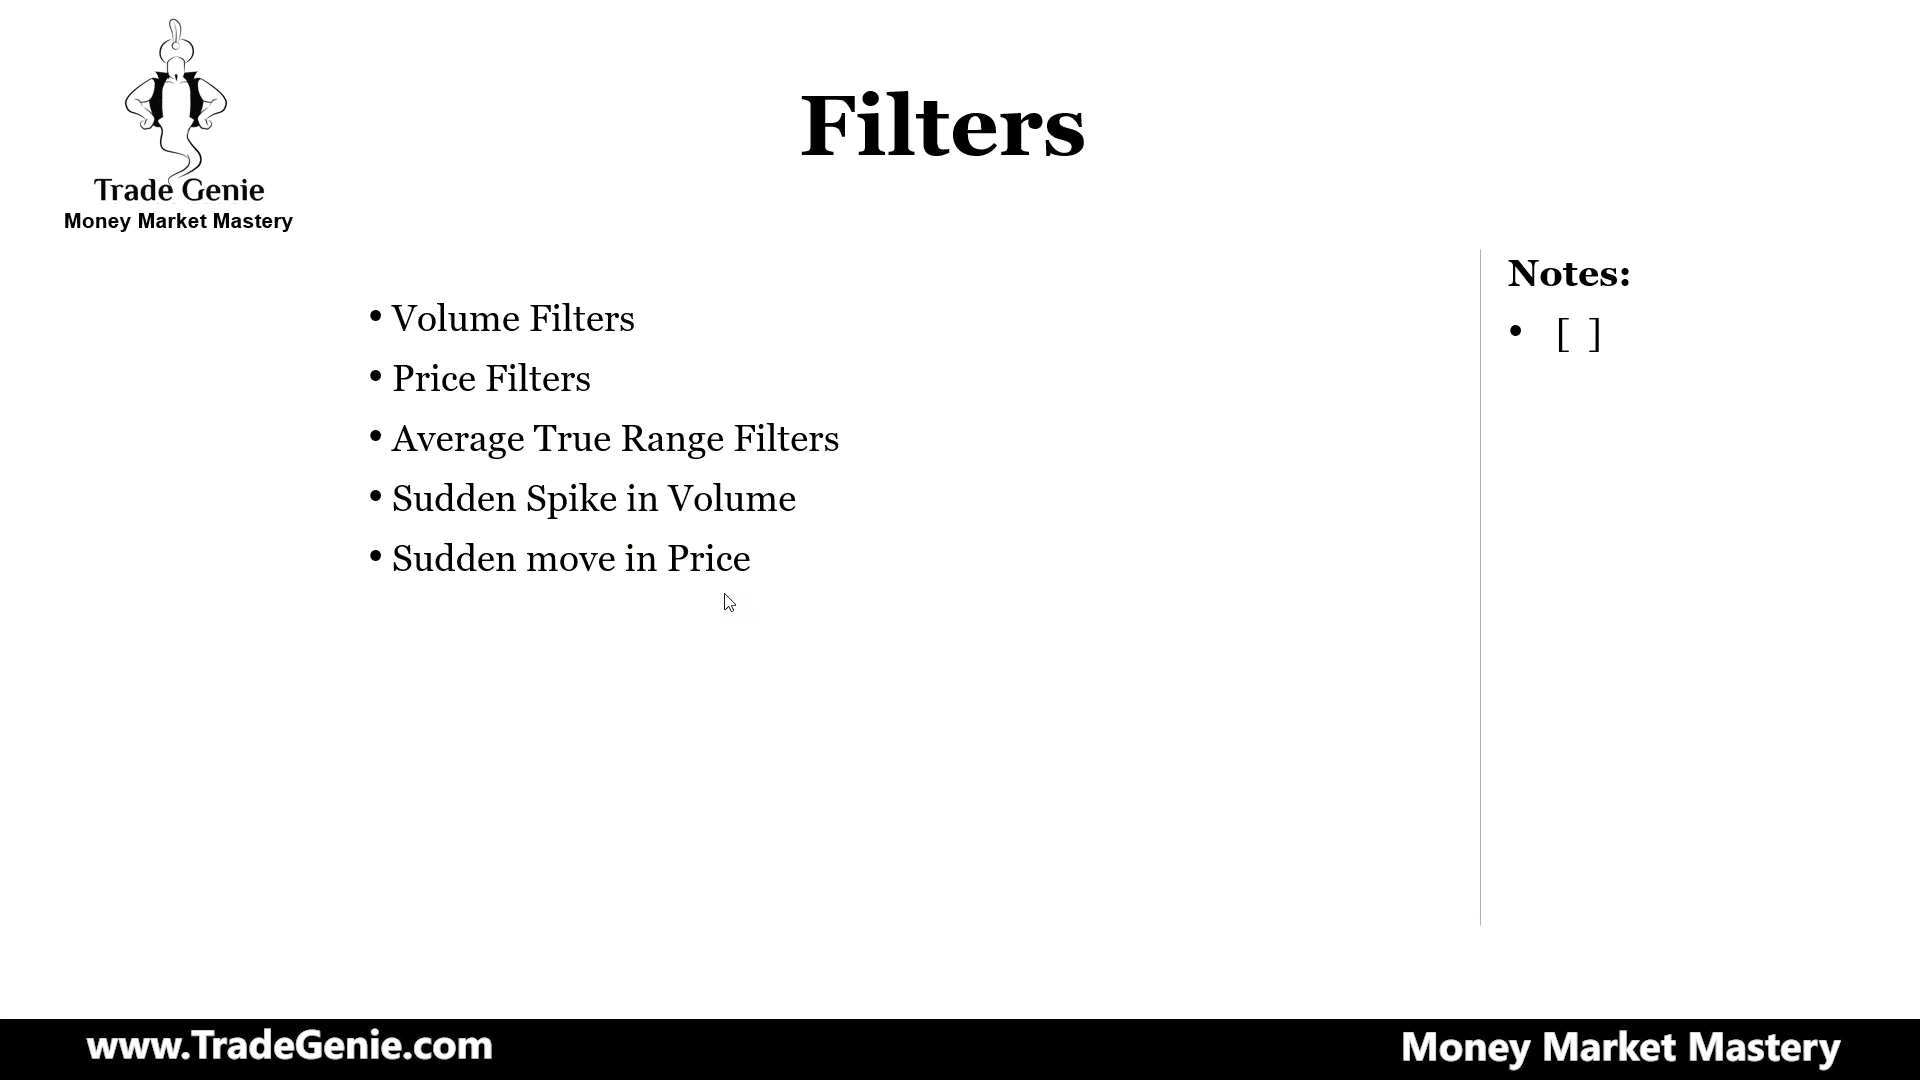 Trade Genie
Money Market Mastery
Filters
• Volume Filters
• Price Filters
• Average True Range Filters
• Sudden Spike in Volume
• Sudden move in Price
Notes:
• [ ]
www.TradeGenie.com
Money Market Mastery